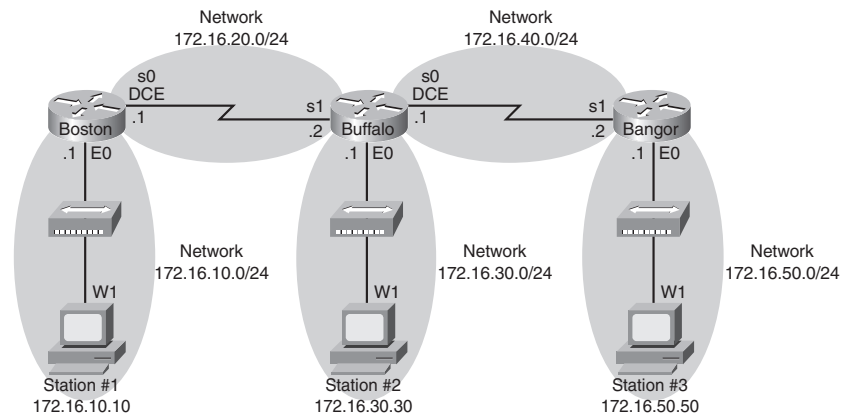 Network
172.16.20.0/24
Network
172.16.40.0/24
s0
DCE
.1
s1
.2
s0
DCE
.1
s1
.2
Boston
Buffalo
Bangor
.1 E0
.1 E0
.1 E0
Network
172.16.10.0/24
Network
172.16.30.0/24
Network
172.16.50.0/24
W1
W1
W1
Station #1
172.16.10.10
Station #2
172.16.30.30
Station #3
172.16.50.50